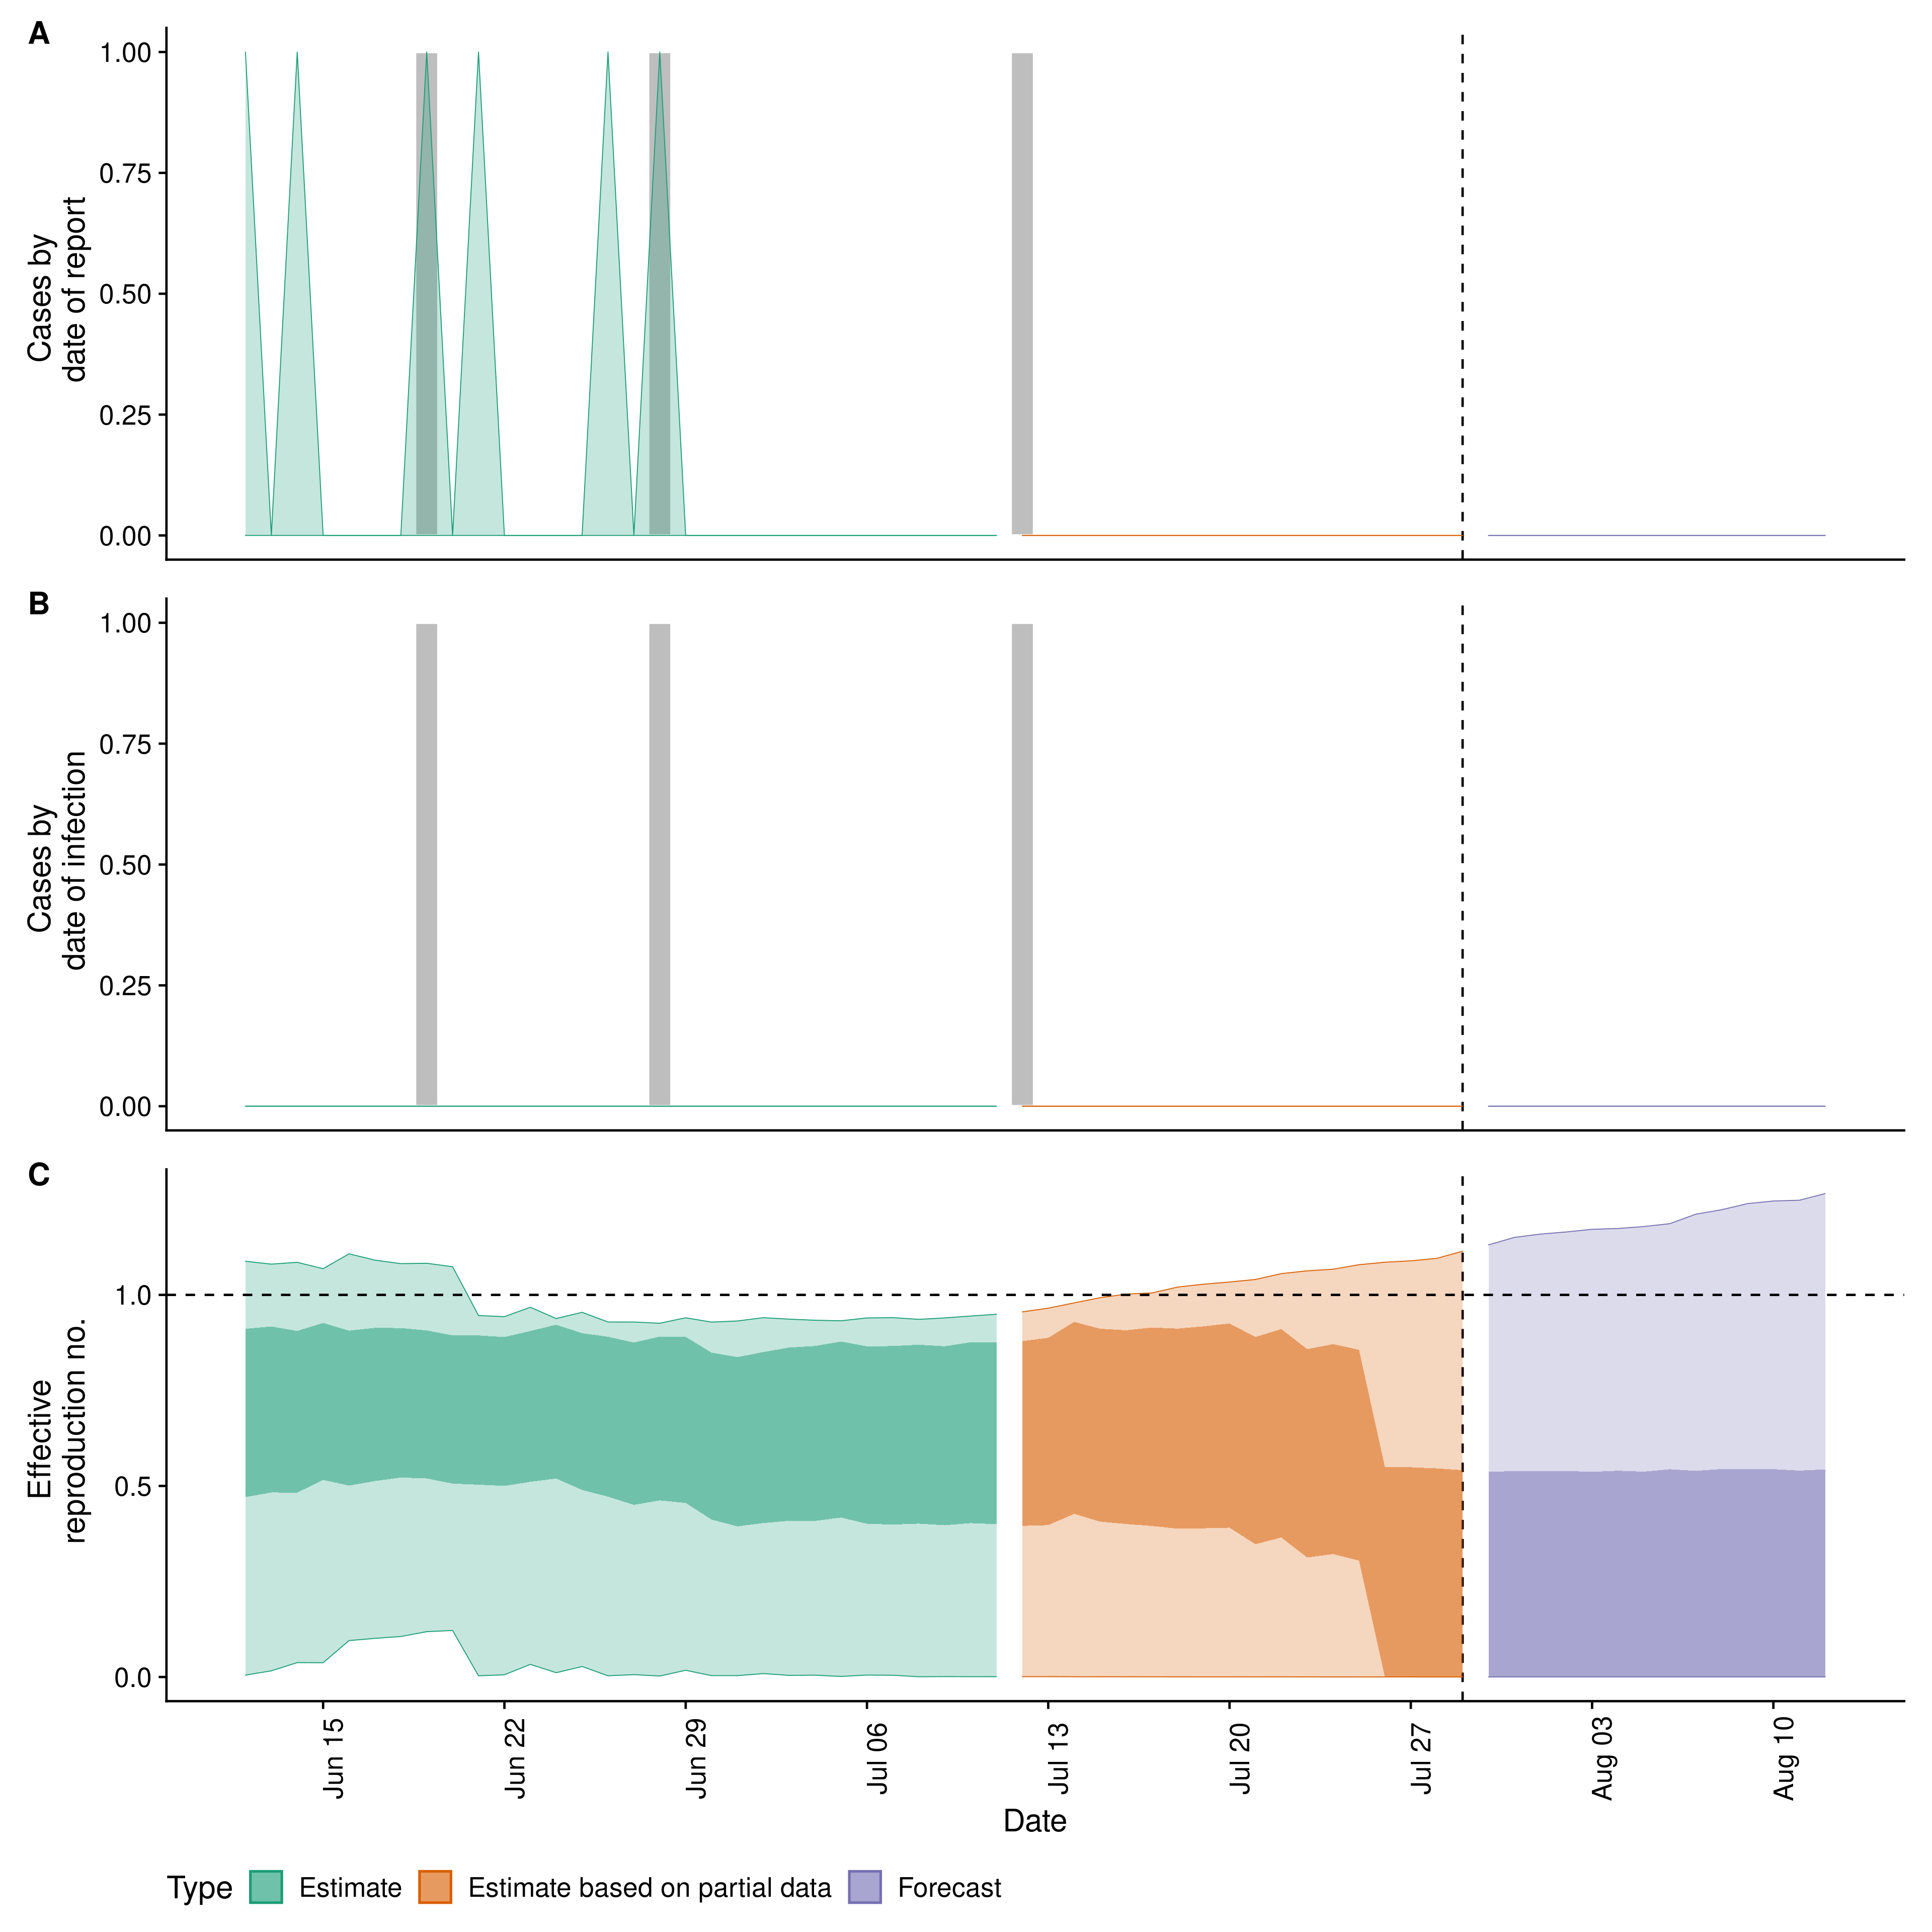 A
1.00
0.75
0.50
0.25
0.00
Cases by
date of report
B
1.00
0.75
0.50
0.25
0.00
Cases by
date of infection
C
1.0
0.5
0.0
Effective
reproduction no.
Jun 15
Jun 22
Jun 29
Jul 06
Jul 13
Jul 20
Jul 27
Aug 03
Aug 10
Date
Type Estimate Estimate based on partial data Forecast